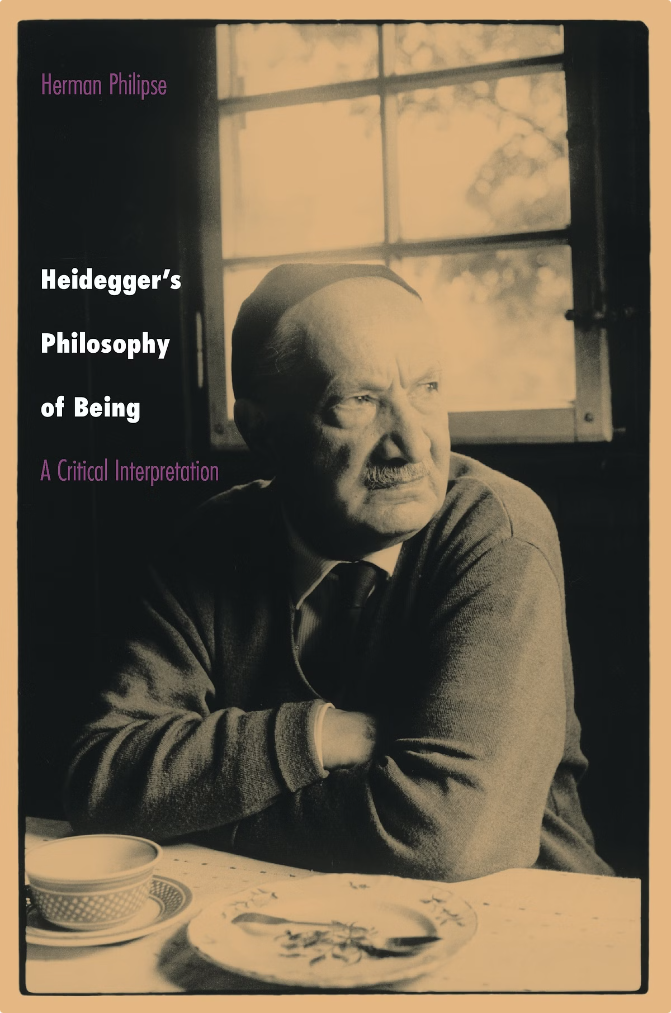 Herman Philipse
Heidegger's
Philosophy
of Being
A Critical Interpretation